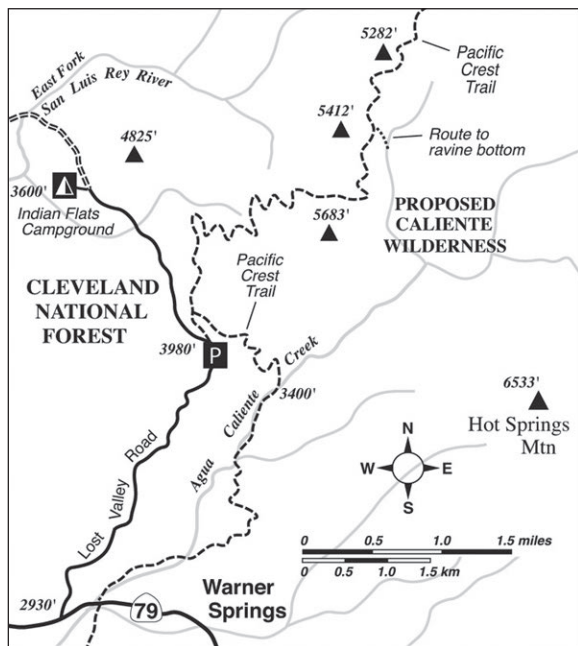 5282'
Pacific
Crest
Trail
East Fork
San Luis Rey River
5412'
4825'
Route to
ravine bottom
3600'
Indian Flats
Campground
5683'
PROPOSED
CALIENTE
WILDERNESS
Pacific
Crest
Trail
CLEVELAND
NATIONAL
FOREST
3980'
P
Agua Caliente Creek
3400'
6533'
Hot Springs
Mtn
N
W E
S
Lost Valley Road
0 0.5 1.0 1.5 miles
0 0.5 1.0 1.5 km
Warner
Springs
2930'
79